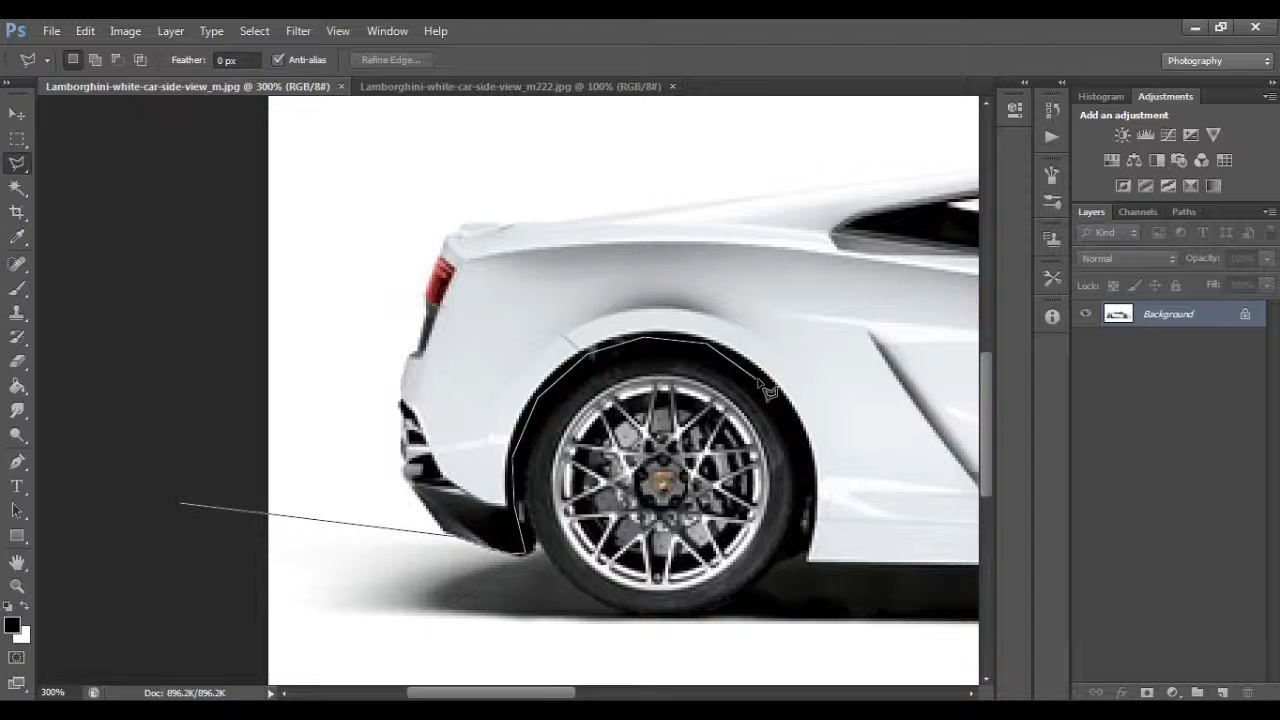 Ps File Edit Image Layer Type Select Filter View Window Help
Feather: 0 px Anti-alias Refine Edge... Photography
Lamborghini-white-car-side-view_m.jpg @ 300% (RGB/8#) × Lamborghini-white-car-side-view_m222.jpg @ 100% (RGB/8#) ×
Histogram Adjustments
Add an adjustment
Layers Channels Paths
Kind
Normal Opacity: 100%
Lock: Fill: 100%
Background
300% Doc: 896.2K/896.2K